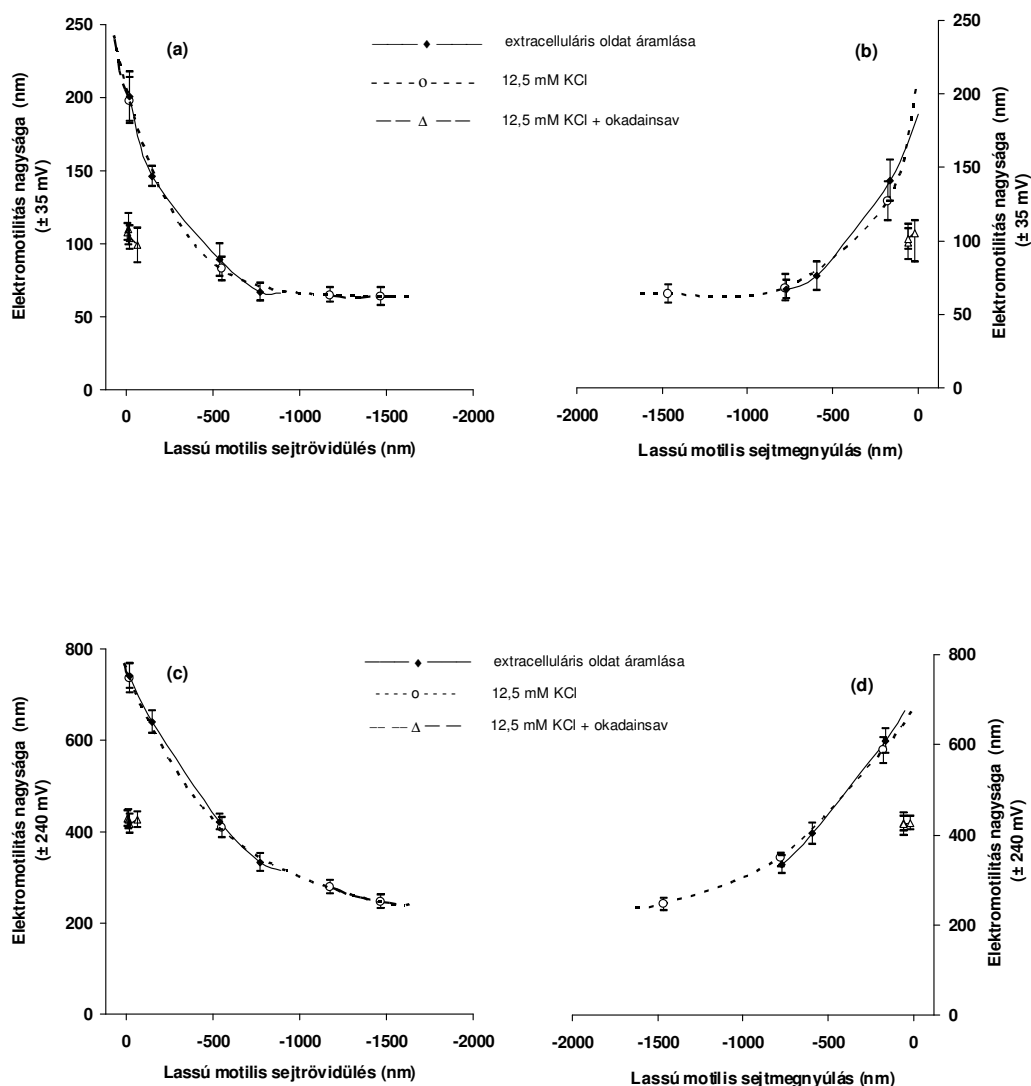 250
200
150
100
50
0
Elektromotilitás nagysága (nm)
(± 35 mV)
(a)
extracelluláris oldat áramlása
12,5 mM KCl
12,5 mM KCl + okadainsav
(b)
250
200
150
100
50
0
Elektromotilitás nagysága (nm)
(± 35 mV)
0 -500 -1000 -1500 -2000
Lassú motilis sejtrövidülés (nm)
-2000 -1500 -1000 -500 0
Lassú motilis sejtmegnyúlás (nm)
800
600
400
200
0
Elektromotilitás nagysága (nm)
(± 240 mV)
(c)
extracelluláris oldat áramlása
12,5 mM KCl
12,5 mM KCl + okadainsav
(d)
800
600
400
200
0
Elektromotilitás nagysága (nm)
(± 240 mV)
0 -500 -1000 -1500 -2000
Lassú motilis sejtrövidülés (nm)
-2000 -1500 -1000 -500 0
Lassú motilis sejtmegnyúlás (nm)